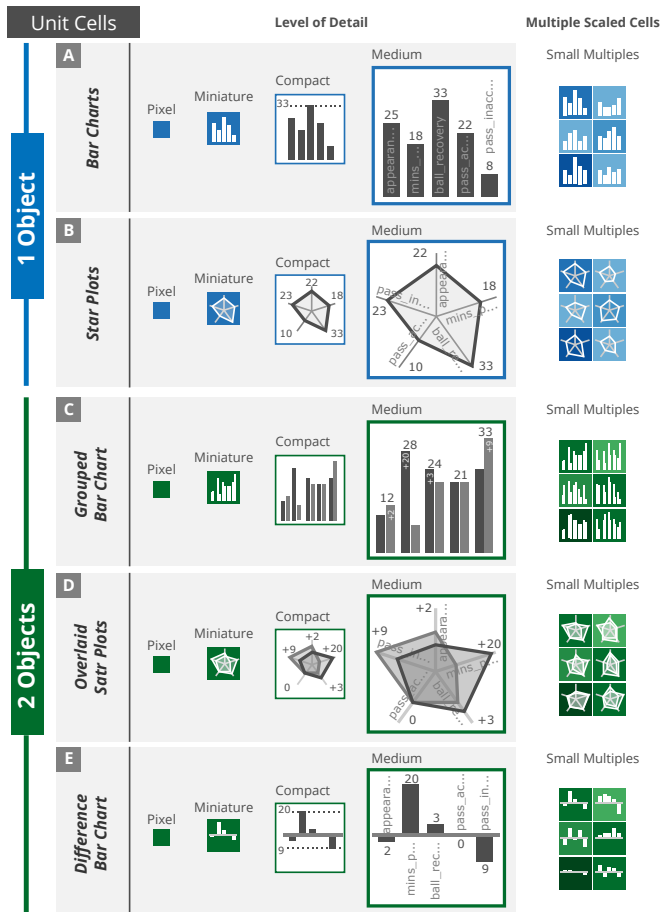 Unit Cells
Level of Detail
Multiple Scaled Cells
1 Object
A
Bar Charts
Pixel
Miniature
Compact
33
Medium
25
appearan...
18
mins_...
33
ball_recovery
22
pass_ac...
8
pass_inacc...
Small Multiples
B
Star Plots
Pixel
Miniature
Compact
22
23
18
10
33
Medium
22
appeara...
18
mins_p...
33
ball_re...
10
pass_ac...
23
pass_in...
Small Multiples
2 Objects
C
Grouped
Bar Chart
Pixel
Miniature
Compact
Medium
12
+2
28
+20
24
+3
21
33
+9
Small Multiples
D
Overlaid
Satr Plots
Pixel
Miniature
Compact
+2
+9
+20
0
+3
Medium
+2
appeara...
+20
mins_p...
+3
ball_re...
0
pass_ac...
+9
pass_in...
Small Multiples
E
Difference
Bar Chart
Pixel
Miniature
Compact
20
9
Medium
appeara...
2
20
mins_p...
3
ball_rec...
pass_ac...
0
pass_in...
9
Small Multiples